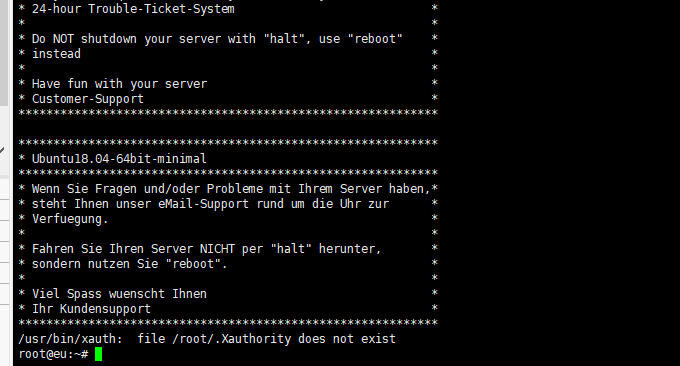 * 24-hour Trouble-Ticket-System *
* *
* Do NOT shutdown your server with "halt", use "reboot" *
* instead *
* *
* Have fun with your server *
* Customer-Support *
************************************************************

************************************************************
* Ubuntu18.04-64bit-minimal
************************************************************
* Wenn Sie Fragen und/oder Probleme mit Ihrem Server haben,*
* steht Ihnen unser eMail-Support rund um die Uhr zur *
* Verfuegung. *
* *
* Fahren Sie Ihren Server NICHT per "halt" herunter, *
* sondern nutzen Sie "reboot". *
* *
* Viel Spass wuenscht Ihnen *
* Ihr Kundensupport *
************************************************************
/usr/bin/xauth:  file /root/.Xauthority does not exist
root@eu:~#